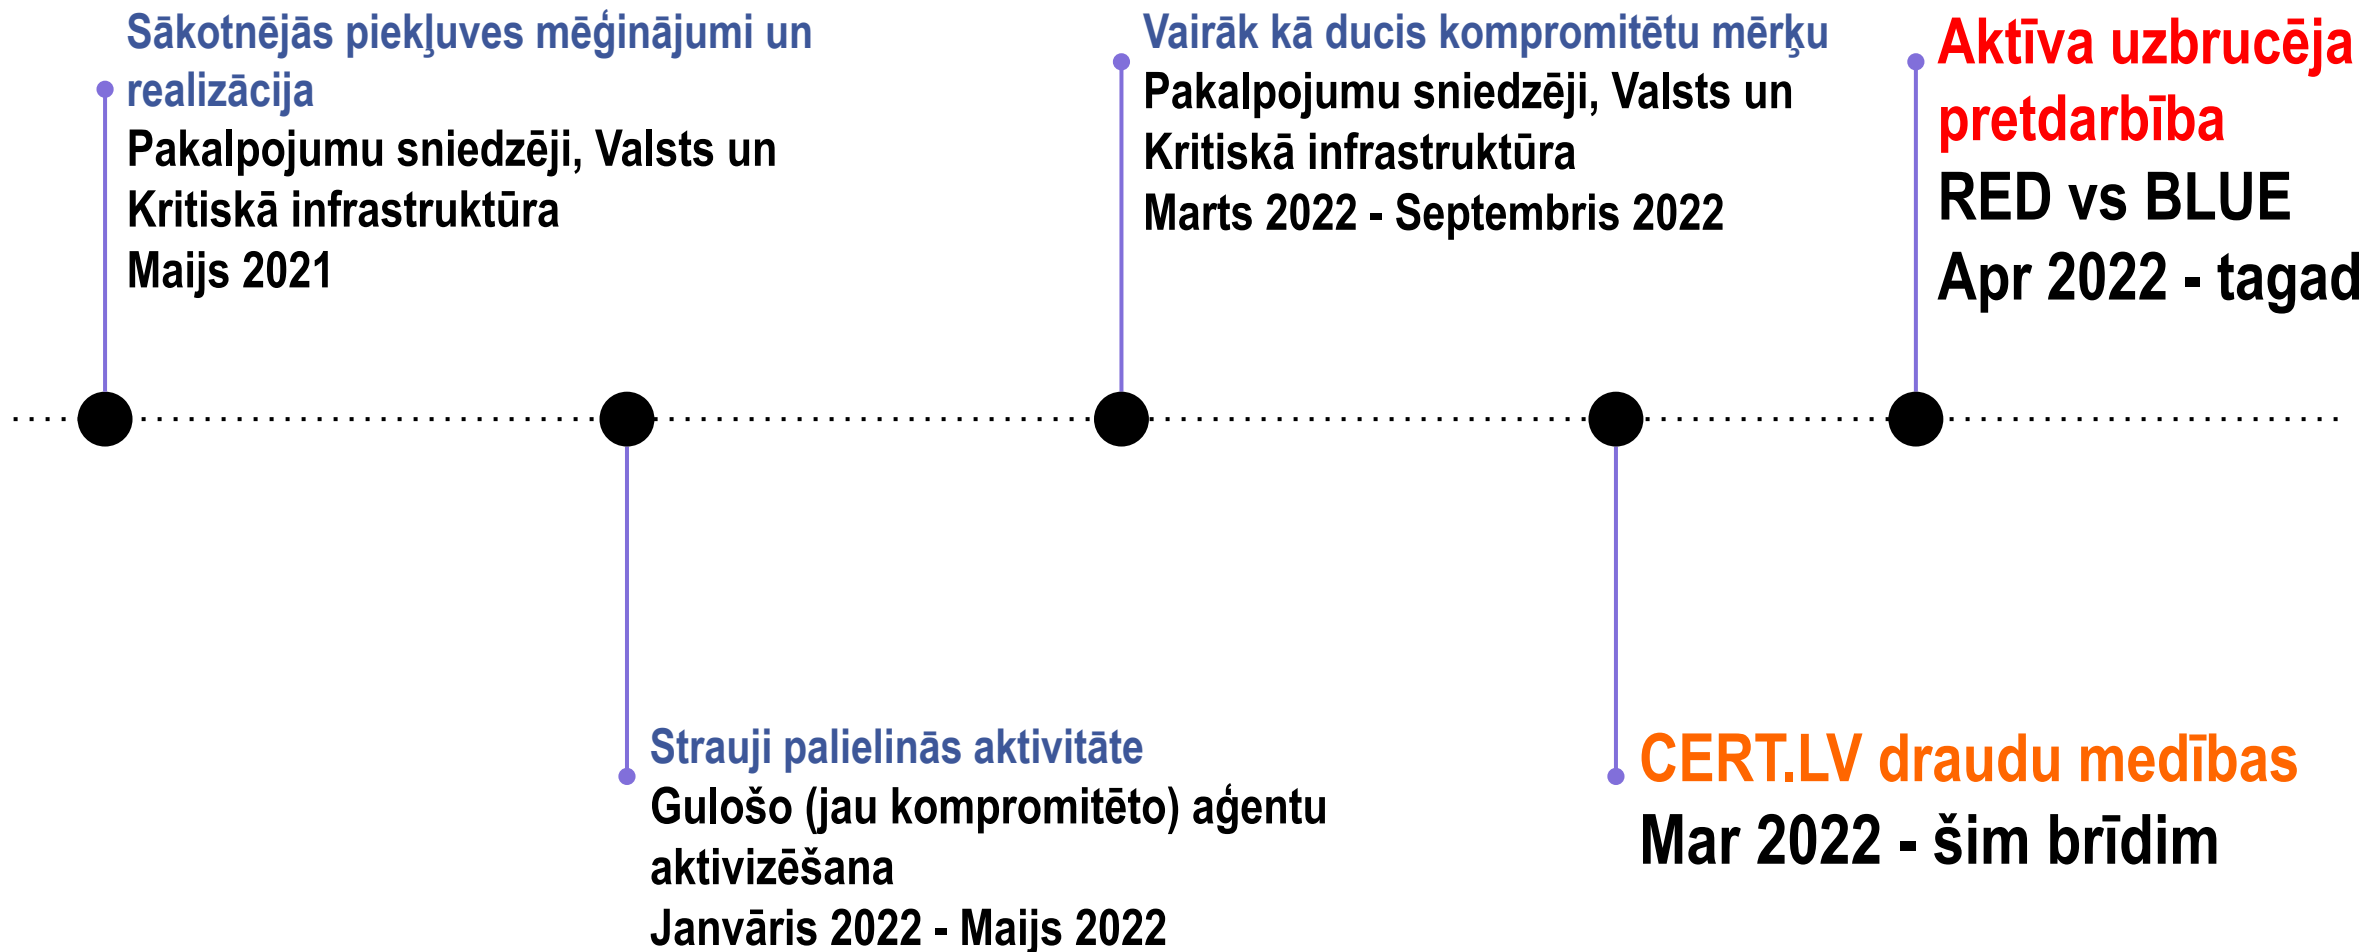 Sākotnējās piekļuves mēģinājumi un
realizācija
Pakalpojumu sniedzēji, Valsts un
Kritiskā infrastruktūra
Maijs 2021
Strauji palielinās aktivitāte
Gulošo (jau kompromitēto) aģentu
aktivizēšana
Janvāris 2022 - Maijs 2022
Vairāk kā ducis kompromitētu mērķu
Pakalpojumu sniedzēji, Valsts un
Kritiskā infrastruktūra
Marts 2022 - Septembris 2022
CERT.LV draudu medības
Mar 2022 - šim brīdim
Aktīva uzbrucēja
pretdarbība
RED vs BLUE
Apr 2022 - tagad